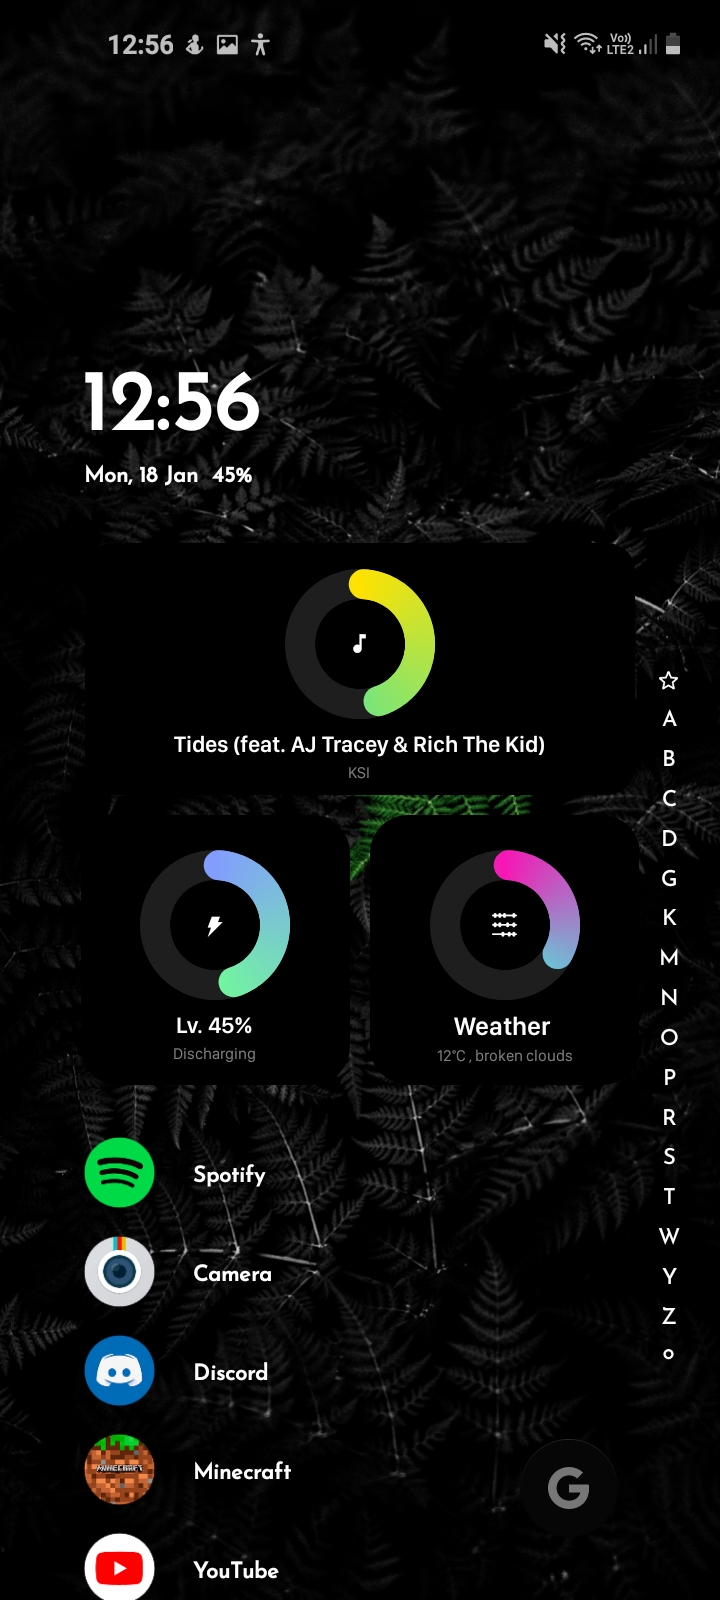 12:56
Vo))
LTE2
12:56
Mon, 18 Jan 45%
Tides (feat. AJ Tracey & Rich The Kid)
KSI
Lv. 45%
Discharging
Weather
12°C , broken clouds
A
B
C
D
G
K
M
N
O
P
R
S
T
W
Y
Z
Spotify
Camera
Discord
MINECRAFT
Minecraft
YouTube
G